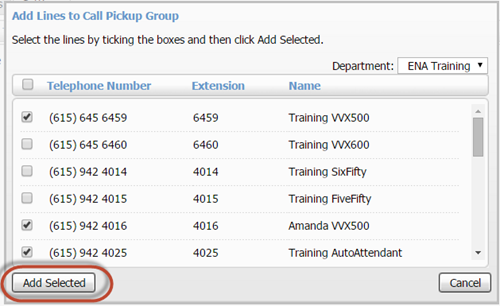 Add Lines to Call Pickup Group
Select the lines by ticking the boxes and then click Add Selected.
Department: ENA Training
Telephone Number Extension Name
(615) 645 6459 6459 Training VVX500
(615) 645 6460 6460 Training VVX600
(615) 942 4014 4014 Training SixFifty
(615) 942 4015 4015 Training FiveFifty
(615) 942 4016 4016 Amanda VVX500
(615) 942 4025 4025 Training AutoAttendant
Add Selected Cancel